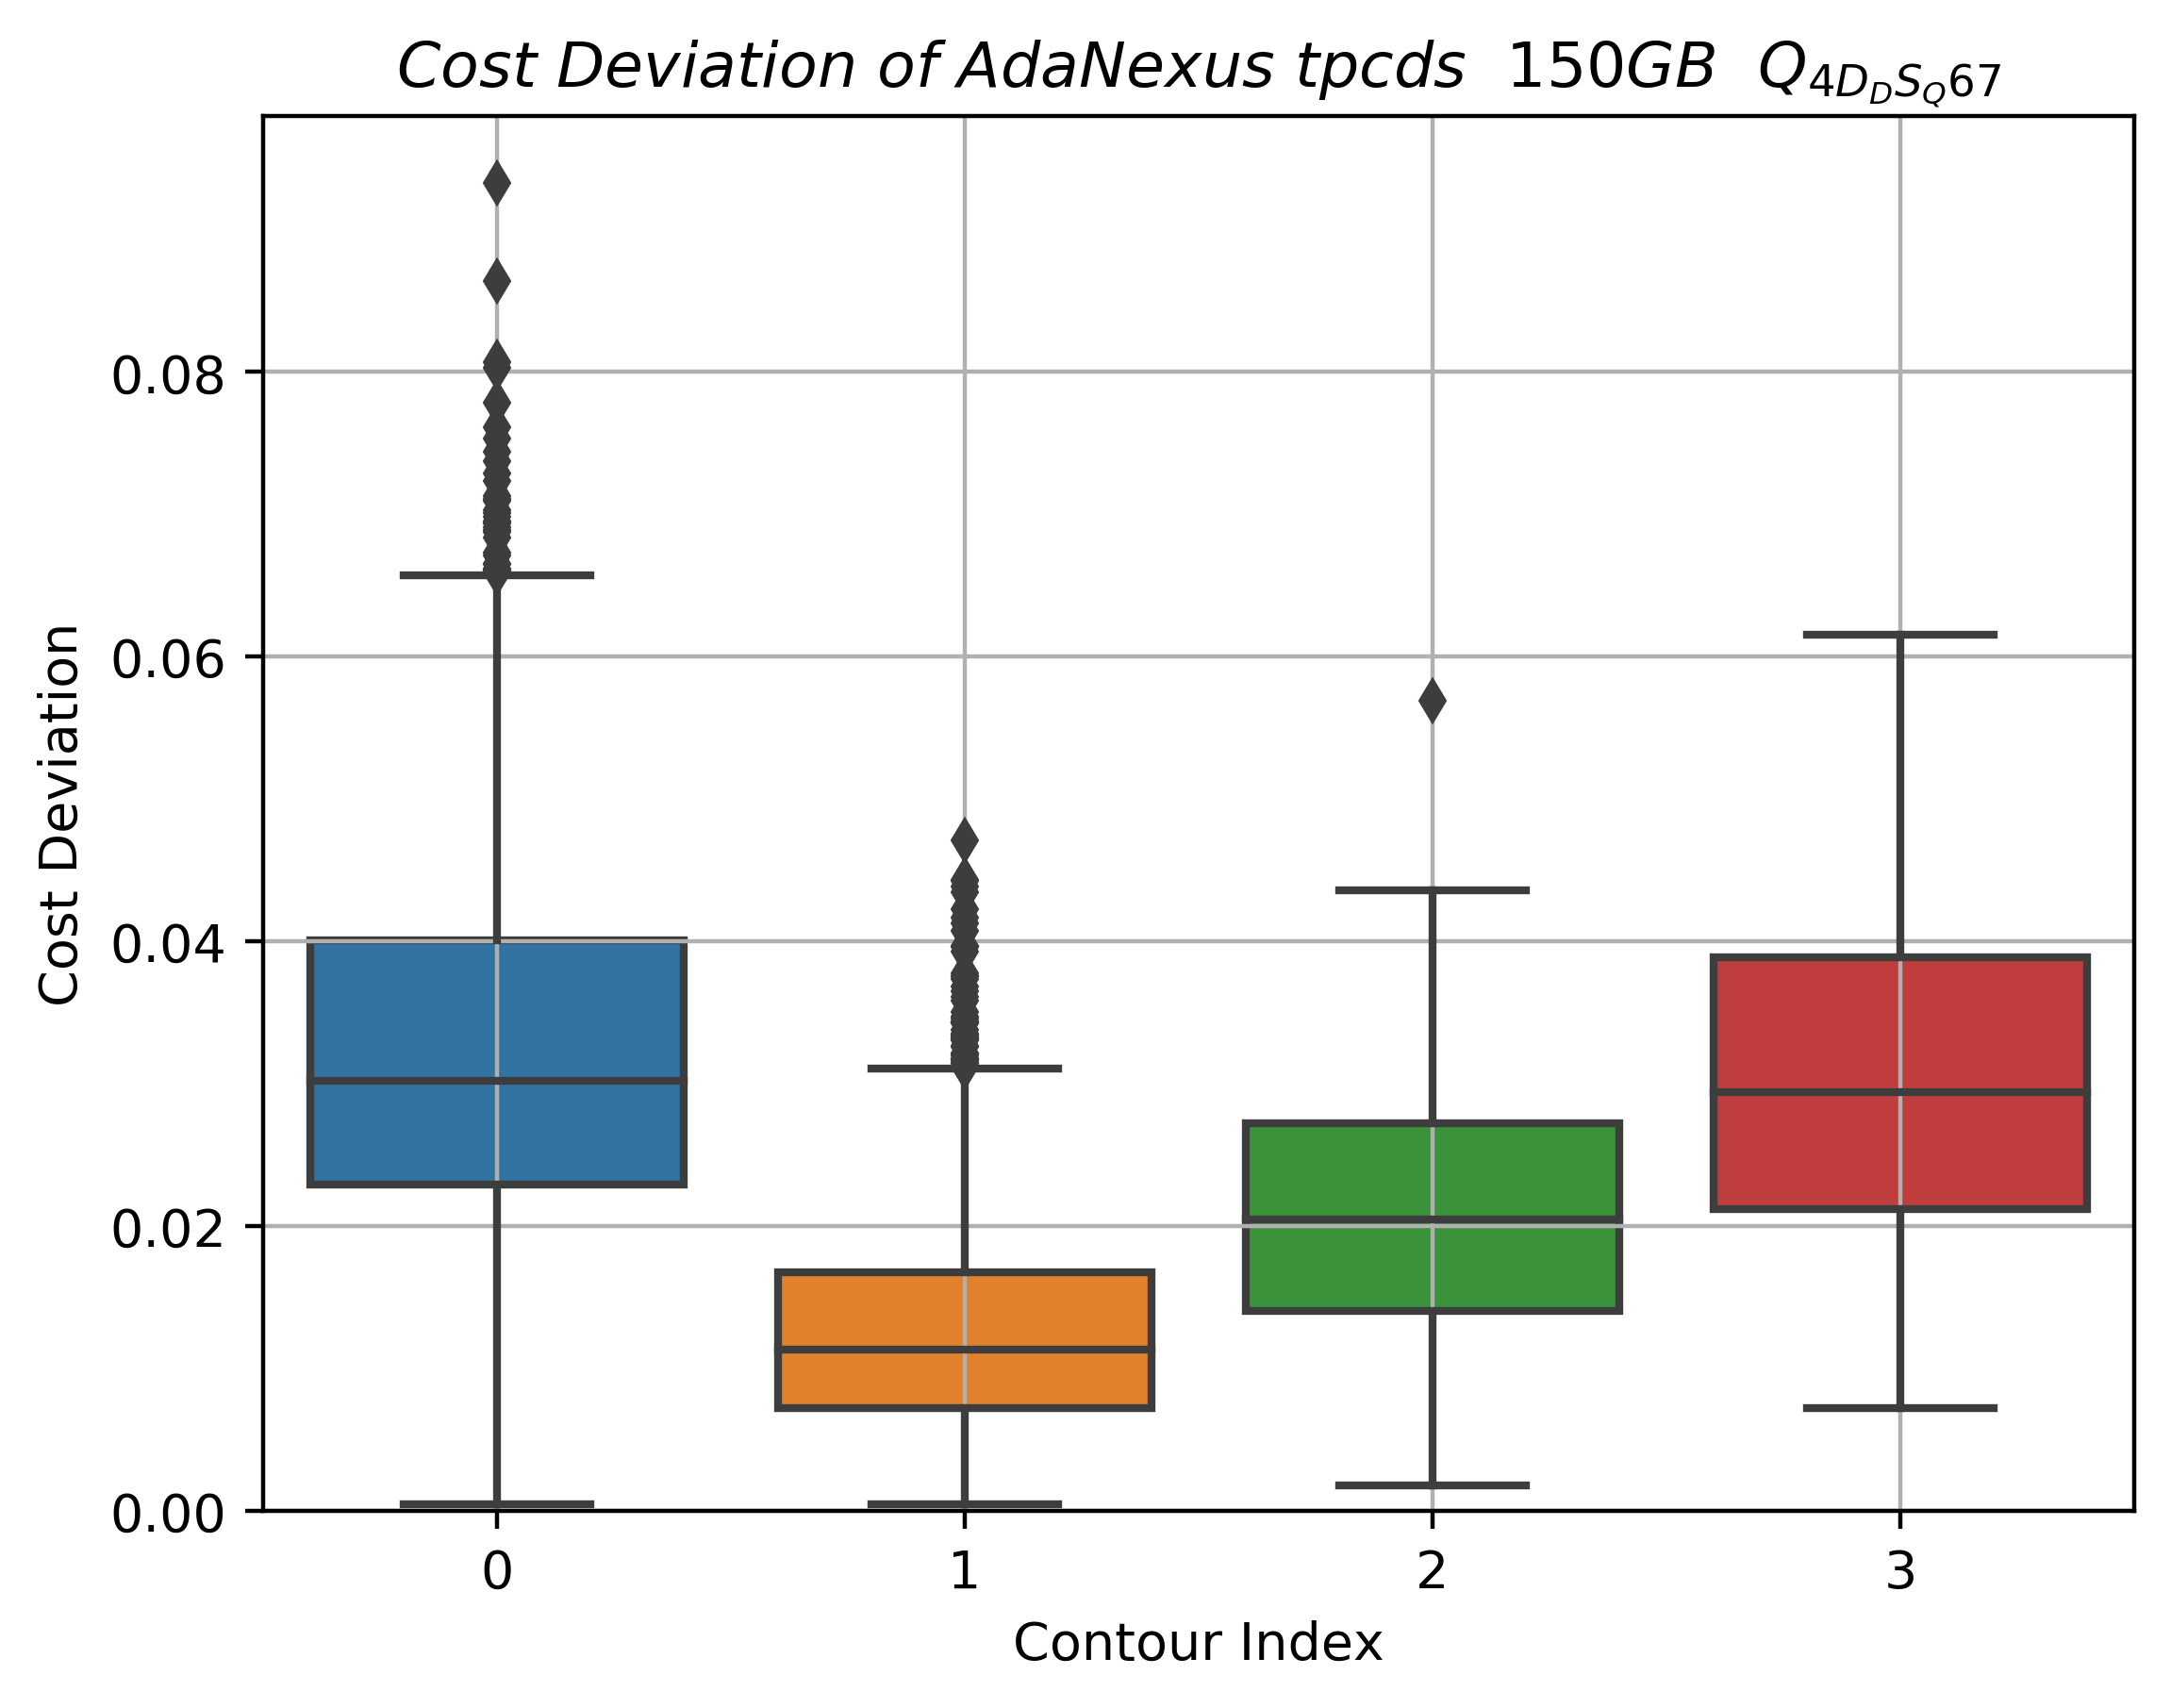 Cost Deviation of AdaNexus tpcds 150GB Q4DDSQ67
Cost Deviation
0.08
0.06
0.04
0.02
0.00
0 1 2 3
Contour Index